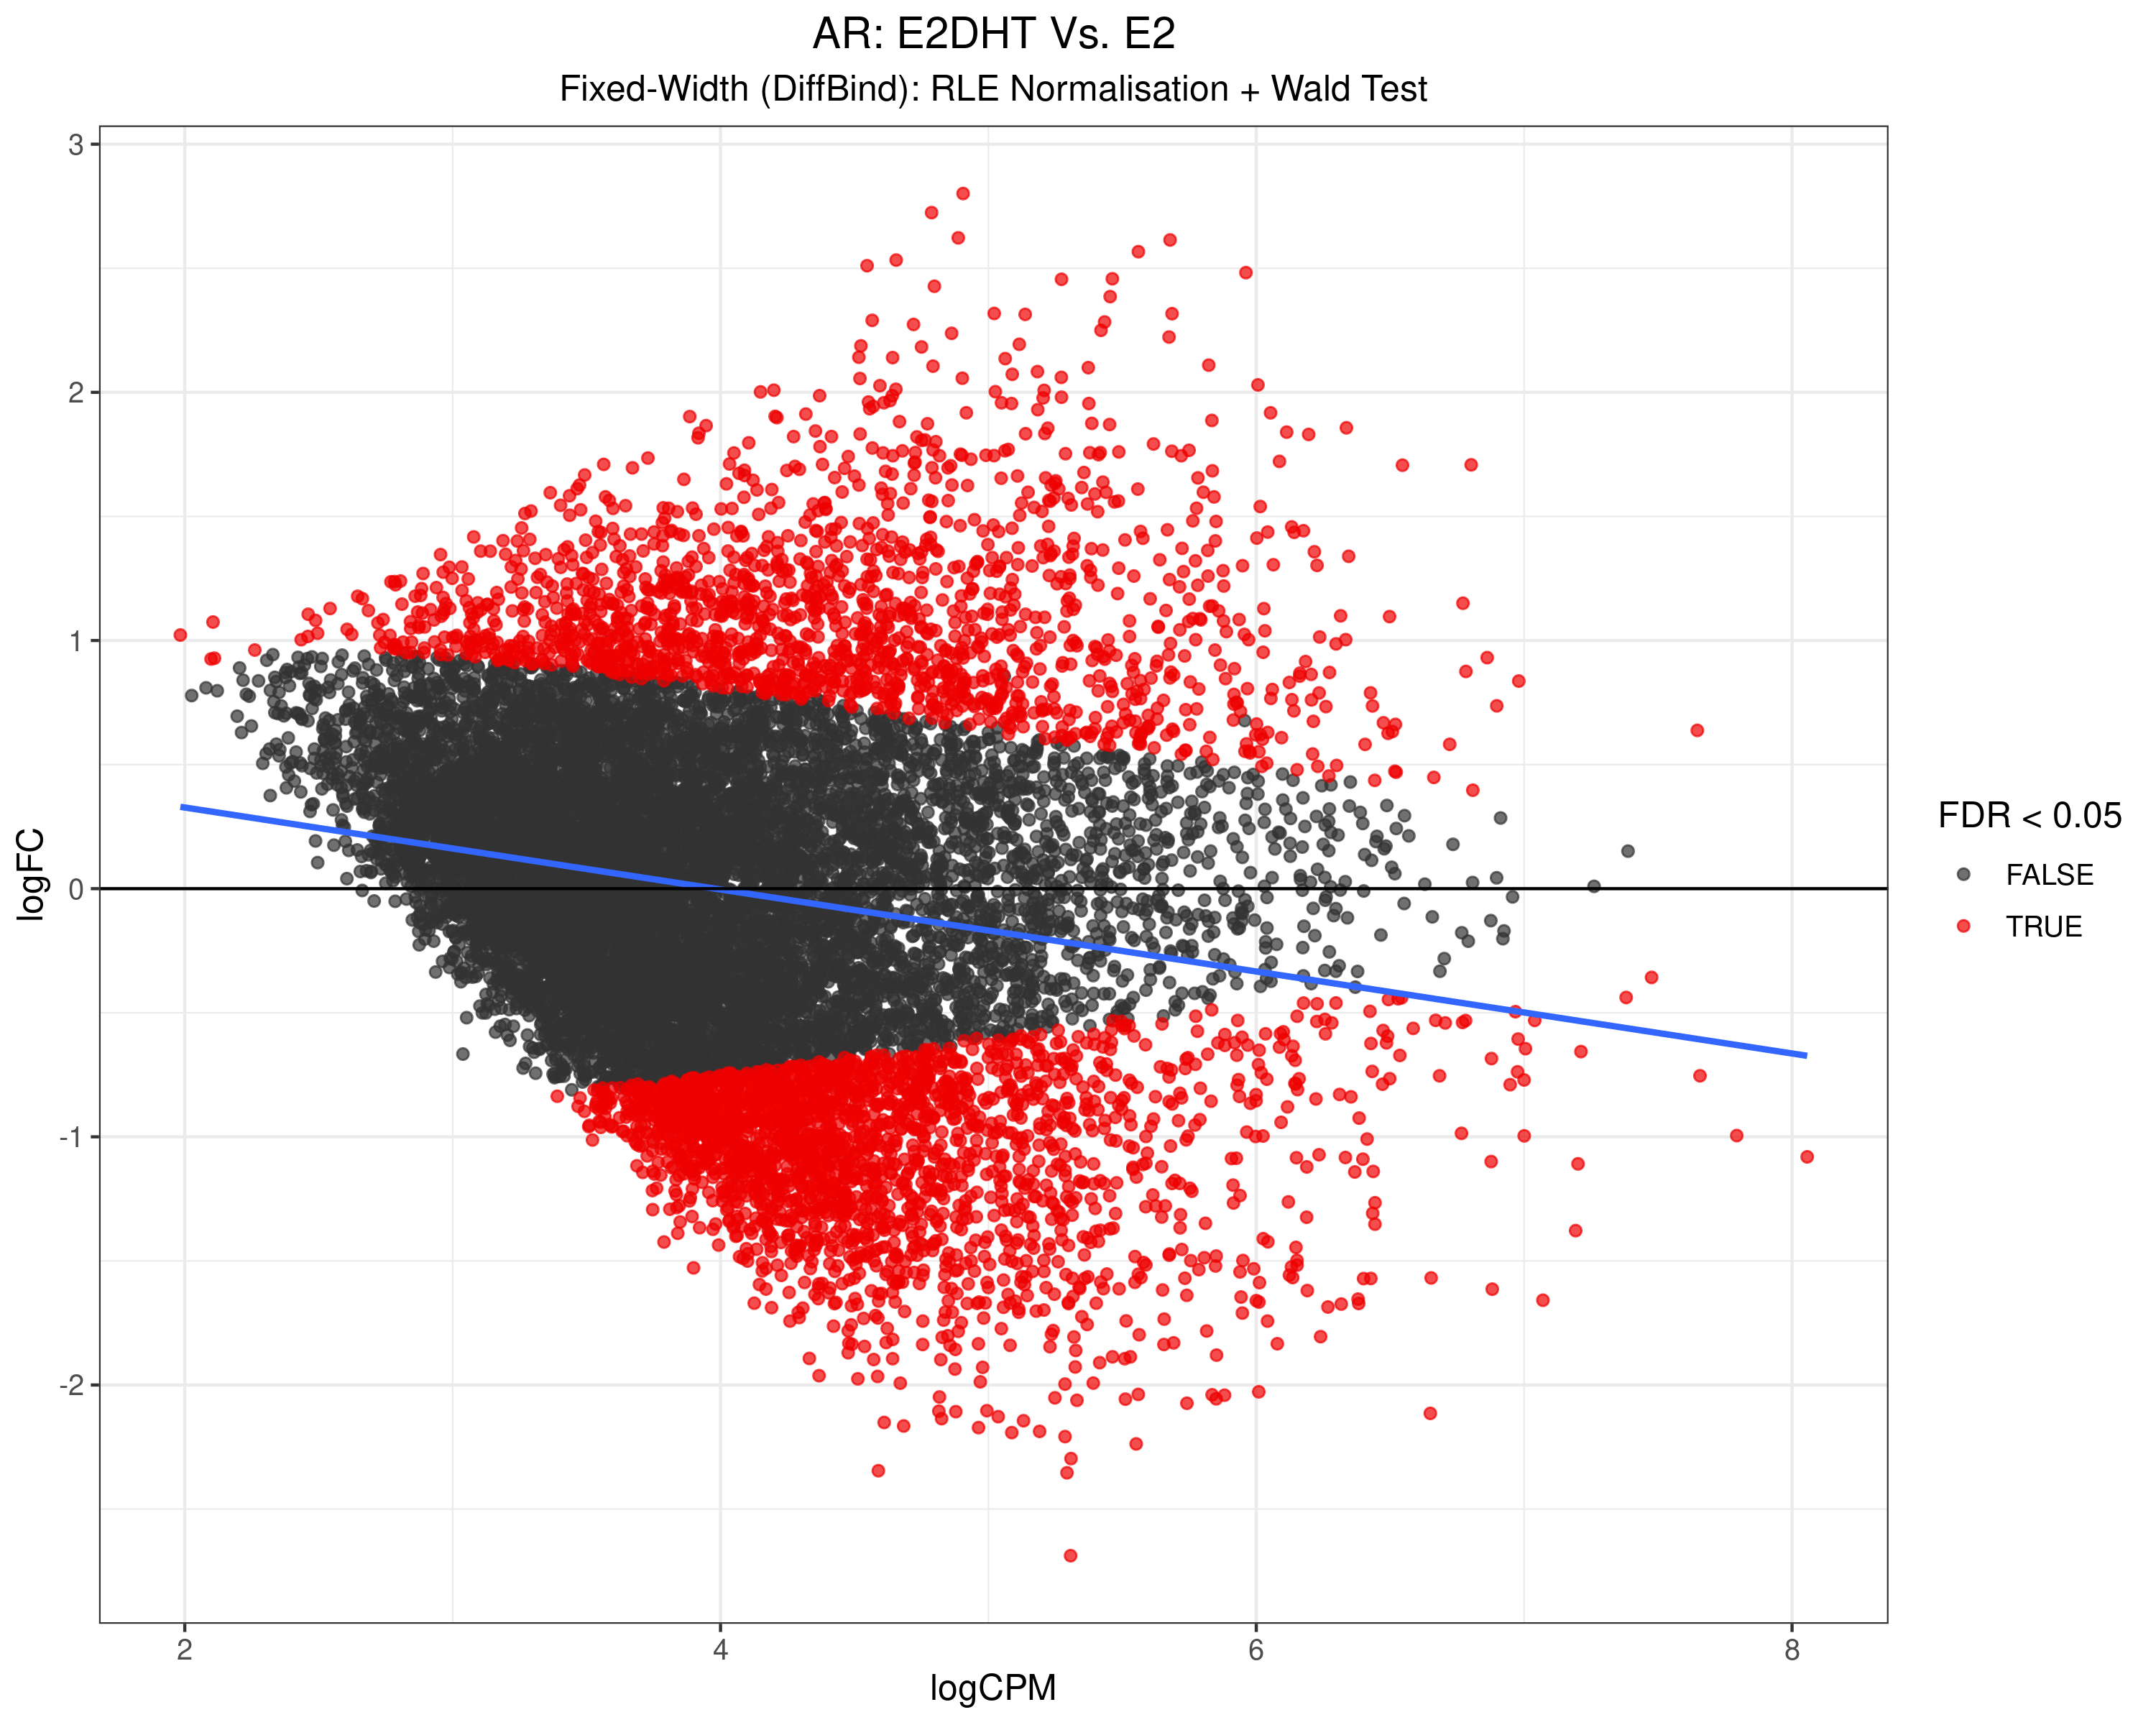 AR: E2DHT Vs. E2
Fixed-Width (DiffBind): RLE Normalisation + Wald Test
3
2
1
0
-1
-2
logFC
2
4
6
8
logCPM
FDR < 0.05
FALSE
TRUE